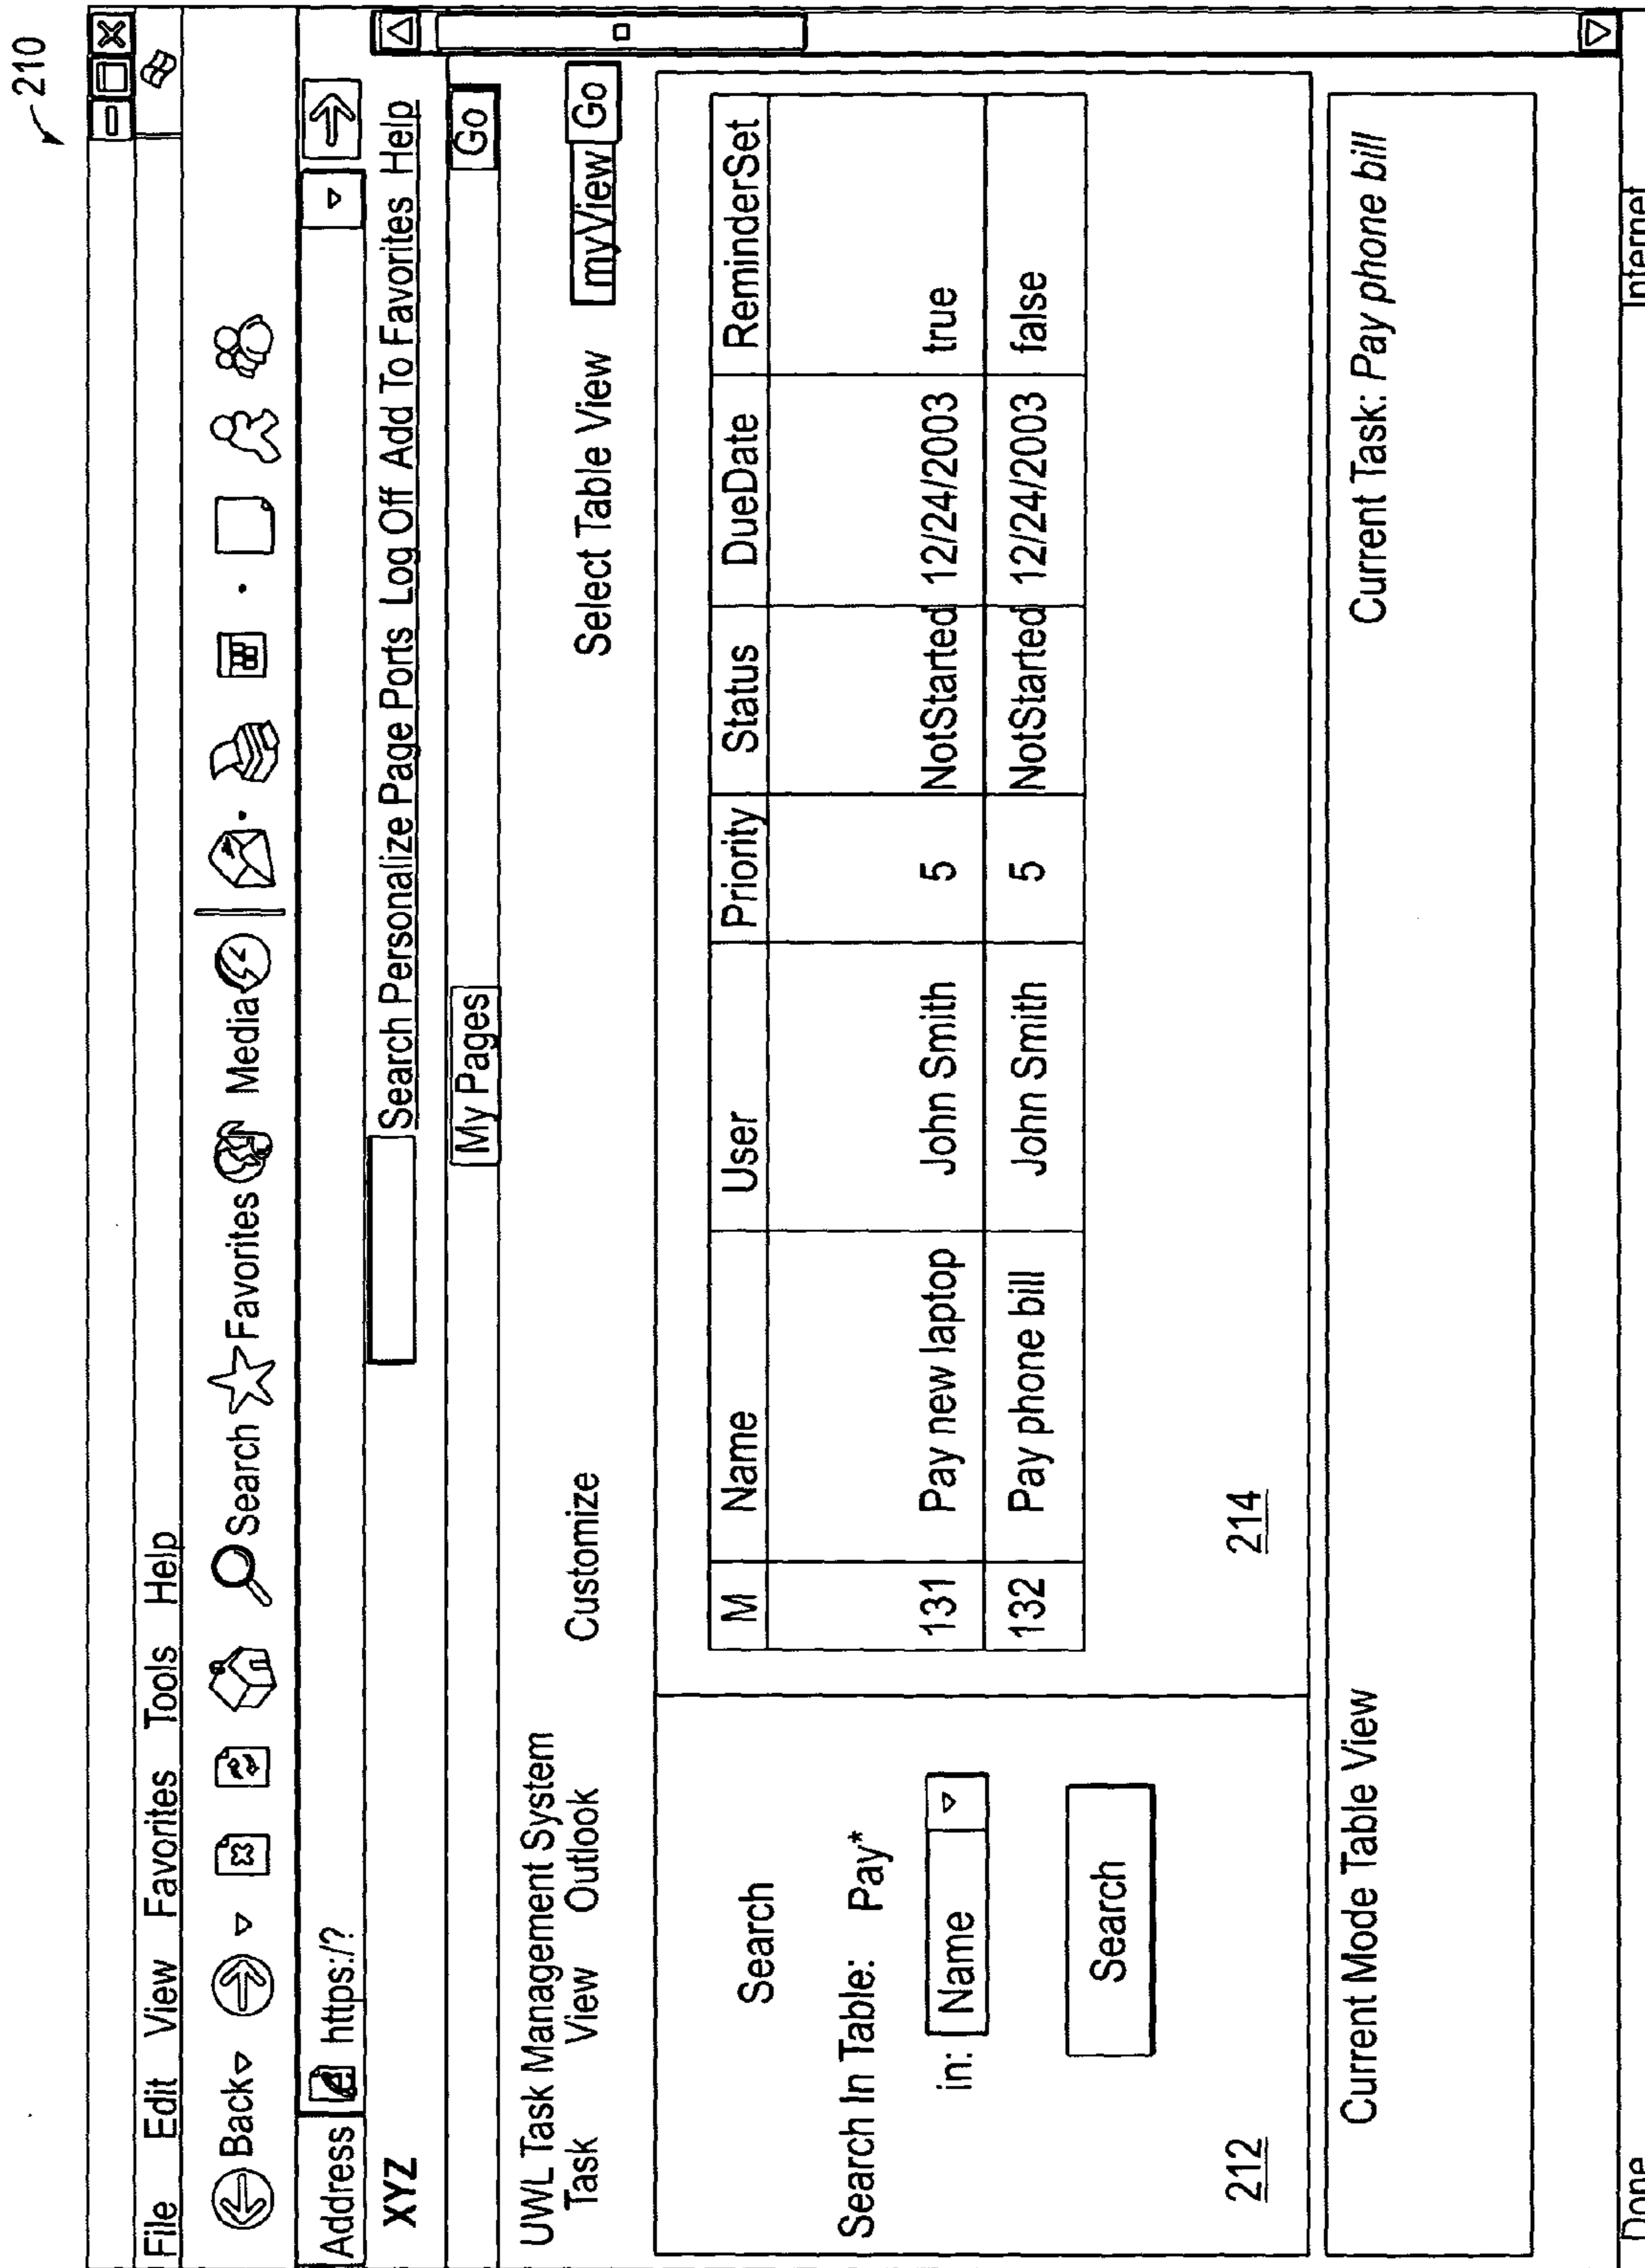 210
File Edit View Favorites Tools Help
Back Search Favorites Media
Address https:/?
XYZ Search Personalize Page Ports Log Off Add To Favorites Help
My Pages Go
UWL Task Management System
Task View Outlook Customize Select Table View myView Go
Search
Search In Table: Pay*
in: Name
Search
212
M Name User Priority Status DueDate ReminderSet
131 Pay new laptop John Smith 5 NotStarted 12/24/2003 true
132 Pay phone bill John Smith 5 NotStarted 12/24/2003 false
214
Current Mode Table View Current Task: Pay phone bill
Done Internet